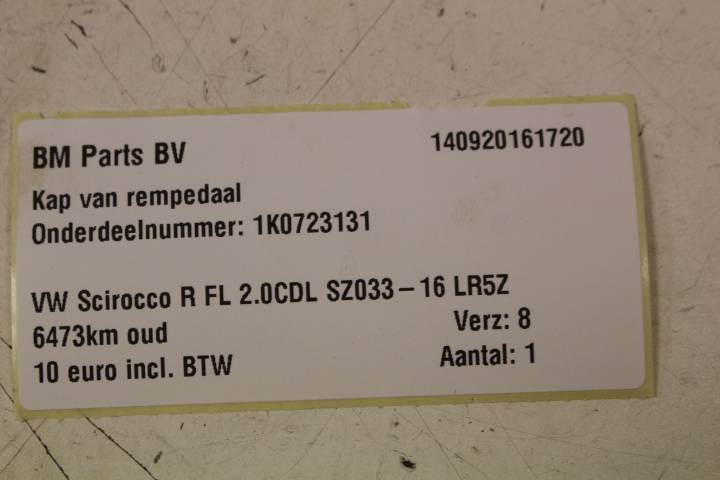 BM Parts BV 140920161720
Kap van rempedaal
Onderdeelnummer: 1K0723131
VW Scirocco R FL 2.0CDL SZ033-16 LR5Z
6473km oud Verz: 8
10 euro incl. BTW Aantal: 1